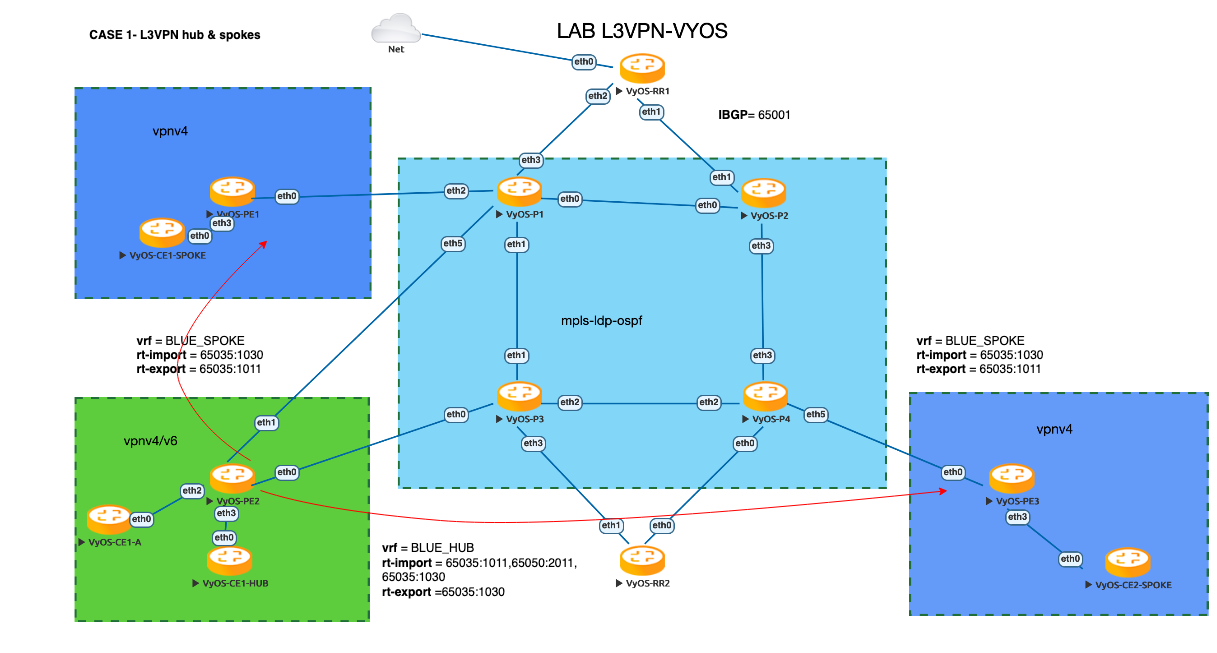 LAB L3VPN-VYOS
CASE 1- L3VPN hub & spokes
Net
eth0
VyOS-RR1
eth2
eth1
IBGP= 65001
vpnv4
eth3
eth1
VyOS-PE1
eth0
eth2
VyOS-P1
eth0
eth0
VyOS-P2
eth3
eth0
VyOS-CE1-SPOKE
eth5
eth1
eth3
mpls-ldp-ospf
vrf = BLUE_SPOKE
rt-import = 65035:1030
rt-export = 65035:1011
vrf = BLUE_SPOKE
rt-import = 65035:1030
rt-export = 65035:1011
eth1
eth3
vpnv4/v6
eth1
eth0
VyOS-P3
eth2
eth2
VyOS-P4
eth5
vpnv4
eth3
eth0
VyOS-PE2
eth0
eth0
VyOS-PE3
eth2
eth0
VyOS-CE1-A
eth3
eth0
VyOS-CE1-HUB
eth1
eth0
VyOS-RR2
eth3
eth0
VyOS-CE2-SPOKE
vrf = BLUE_HUB
rt-import = 65035:1011,65050:2011,
65035:1030
rt-export =65035:1030